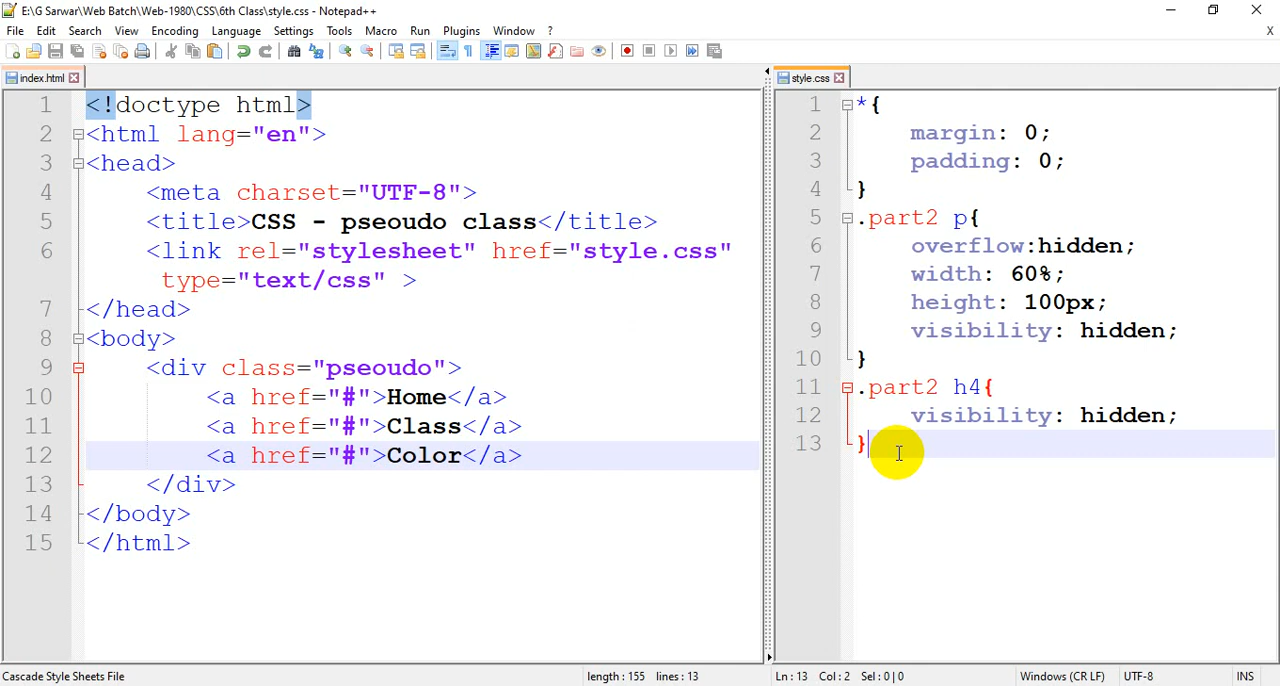 E:\G Sarwar\Web Batch\Web-1980\CSS\6th Class\style.css - Notepad++
File Edit Search View Encoding Language Settings Tools Macro Run Plugins Window ? X
index.html
1 <!doctype html>
2 <html lang="en">
3 <head>
4 <meta charset="UTF-8">
5 <title>CSS - pseoudo class</title>
6 <link rel="stylesheet" href="style.css"
type="text/css" >
7 </head>
8 <body>
9 <div class="pseoudo">
10 <a href="#">Home</a>
11 <a href="#">Class</a>
12 <a href="#">Color</a>
13 </div>
14 </body>
15 </html>
style.css
1 *{
2 margin: 0;
3 padding: 0;
4 }
5 .part2 p{
6 overflow:hidden;
7 width: 60%;
8 height: 100px;
9 visibility: hidden;
10 }
11 .part2 h4{
12 visibility: hidden;
13 }
Cascade Style Sheets File length : 155 lines : 13 Ln : 13 Col : 2 Sel : 0 | 0 Windows (CR LF) UTF-8 INS